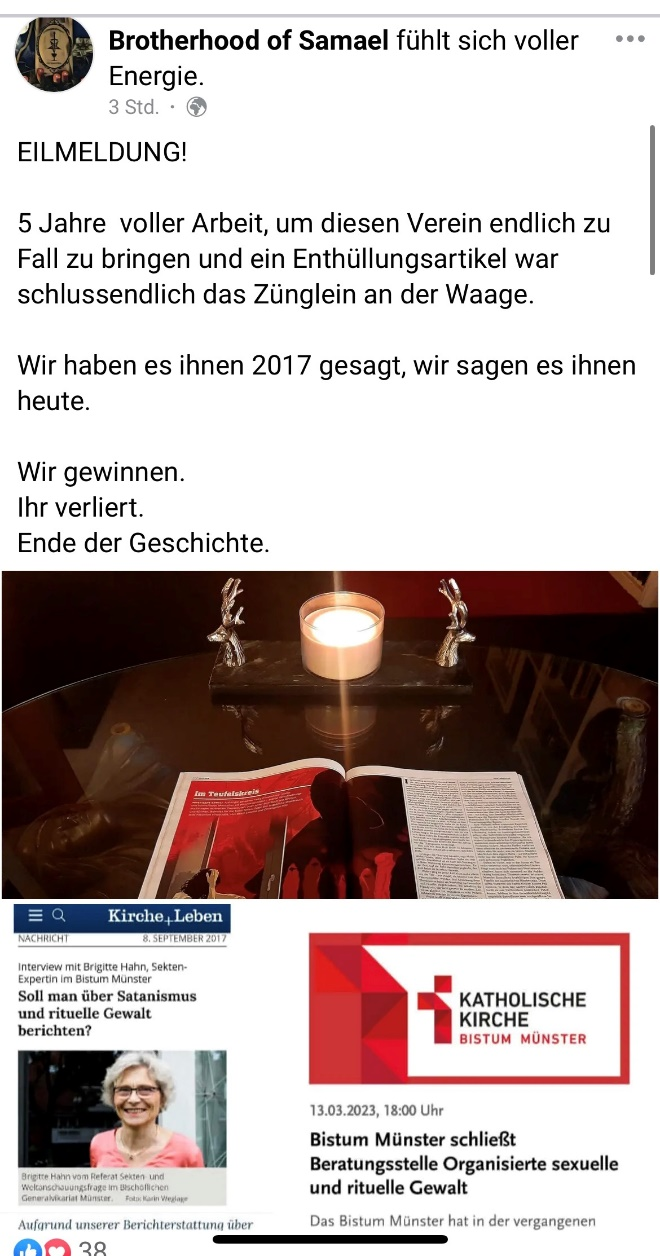 Brotherhood of Samael fühlt sich voller
Energie.
3 Std. ·
EILMELDUNG!
5 Jahre voller Arbeit, um diesen Verein endlich zu
Fall zu bringen und ein Enthüllungsartikel war
schlussendlich das Zünglein an der Waage.
Wir haben es ihnen 2017 gesagt, wir sagen es ihnen
heute.
Wir gewinnen.
Ihr verliert.
Ende der Geschichte.
Im Teufelskreis
Kirche+Leben
NACHRICHT 8. SEPTEMBER 2017
Interview mit Brigitte Hahn, Sekten-
Expertin im Bistum Münster
Soll man über Satanismus
und rituelle Gewalt
berichten?
Brigitte Hahn vom Referat Sekten- und
Weltanschauungsfrage im Bischöflichen
Generalvikariat Münster. Foto: Karin Weglage
Aufgrund unserer Berichterstattung über
KATHOLISCHE
KIRCHE
BISTUM MÜNSTER
13.03.2023, 18:00 Uhr
Bistum Münster schließt
Beratungsstelle Organisierte sexuelle
und rituelle Gewalt
Das Bistum Münster hat in der vergangenen
38